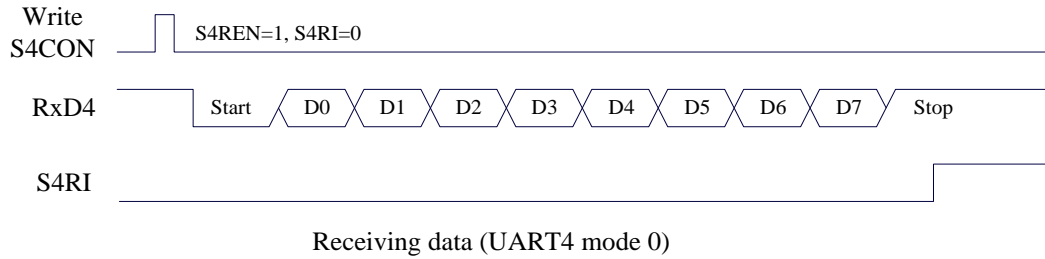 Write
S4CON
S4REN=1, S4RI=0
RxD4 Start D0 D1 D2 D3 D4 D5 D6 D7 Stop
S4RI
Receiving data (UART4 mode 0)